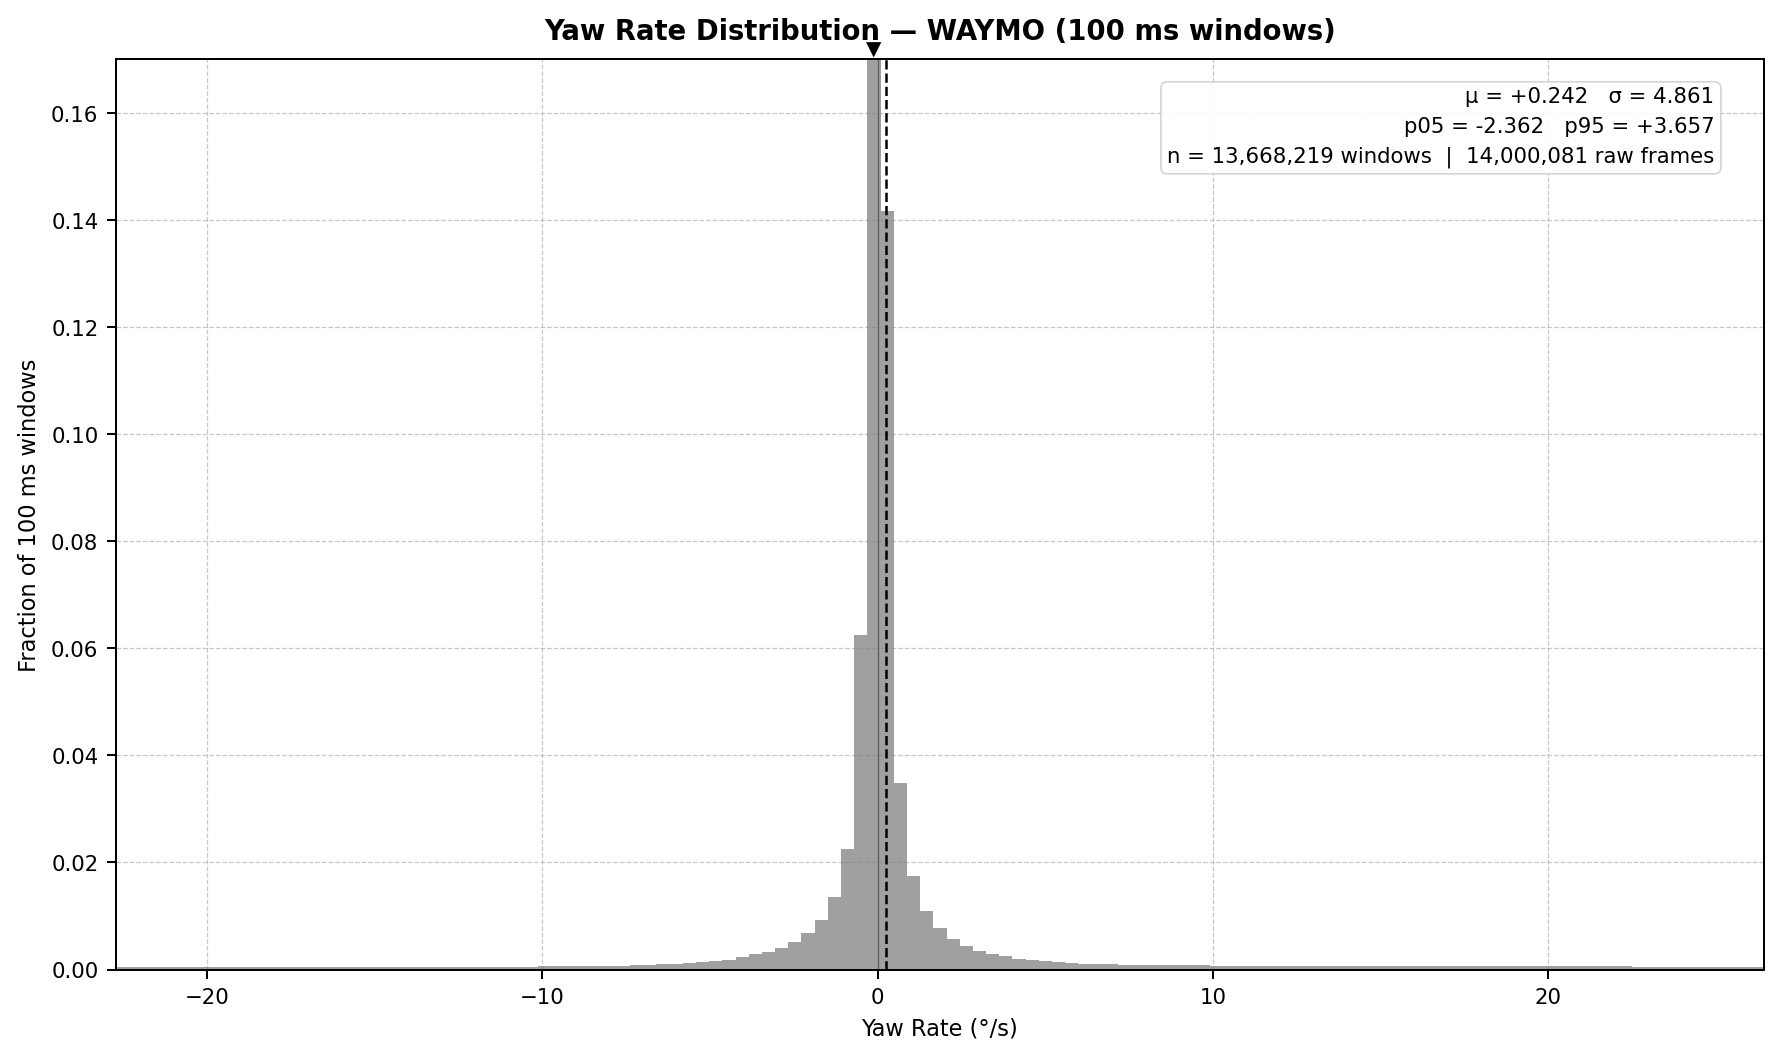 Yaw Rate Distribution — WAYMO (100 ms windows)
μ = +0.242   σ = 4.861
p05 = -2.362   p95 = +3.657
n = 13,668,219 windows  |  14,000,081 raw frames
Fraction of 100 ms windows
0.16
0.14
0.12
0.10
0.08
0.06
0.04
0.02
0.00
−20
−10
0
10
20
Yaw Rate (°/s)